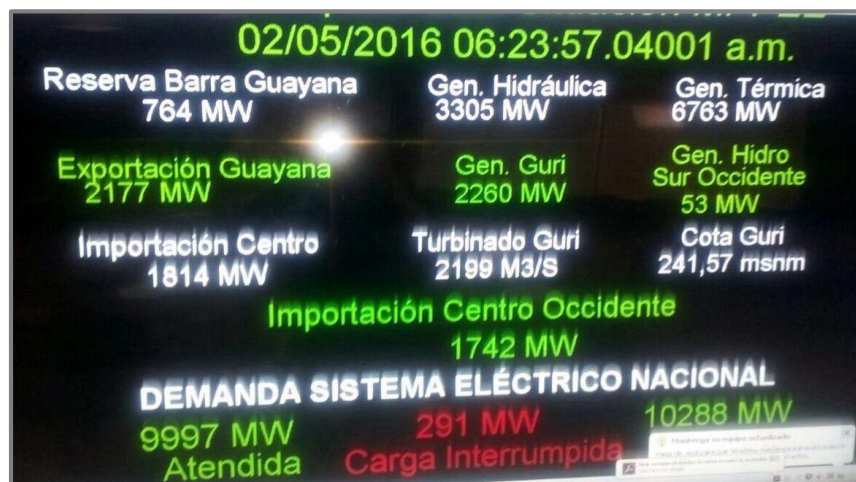 02/05/2016 06:23:57.04001 a.m.
Reserva Barra Guayana
764 MW
Gen. Hidráulica
3305 MW
Gen. Térmica
6763 MW
Exportación Guayana
2177 MW
Gen. Guri
2260 MW
Gen. Hidro
Sur Occidente
53 MW
Importación Centro
1814 MW
Turbinado Guri
2199 M3/S
Cota Guri
241,57 msnm
Importación Centro Occidente
1742 MW
DEMANDA SISTEMA ELÉCTRICO NACIONAL
9997 MW
Atendida
291 MW
Carga Interrumpida
10288 MW